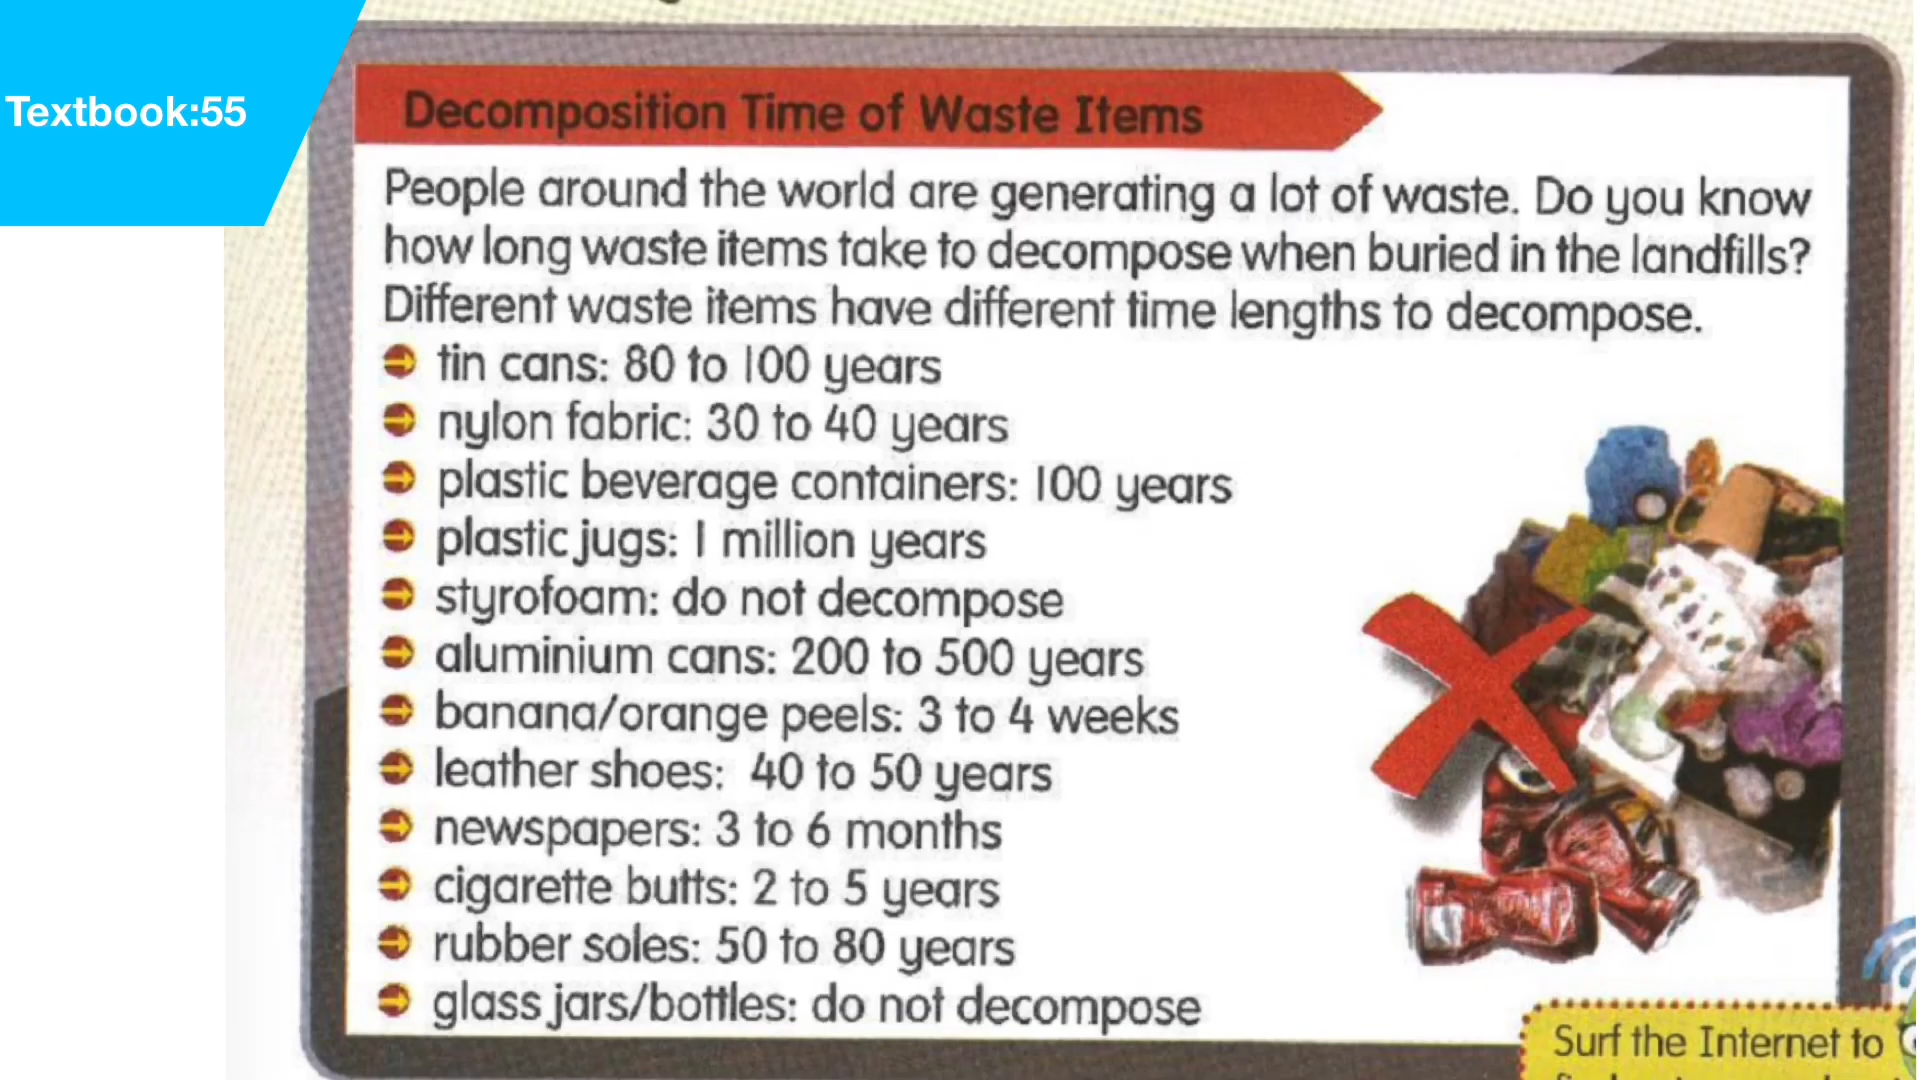 Textbook:55
Decomposition Time of Waste Items
People around the world are generating a lot of waste. Do you know
how long waste items take to decompose when buried in the landfills?
Different waste items have different time lengths to decompose.
tin cans: 80 to 100 years
nylon fabric: 30 to 40 years
plastic beverage containers: 100 years
plastic jugs: 1 million years
styrofoam: do not decompose
aluminium cans: 200 to 500 years
banana/orange peels: 3 to 4 weeks
leather shoes: 40 to 50 years
newspapers: 3 to 6 months
cigarette butts: 2 to 5 years
rubber soles: 50 to 80 years
glass jars/bottles: do not decompose
Surf the Internet to